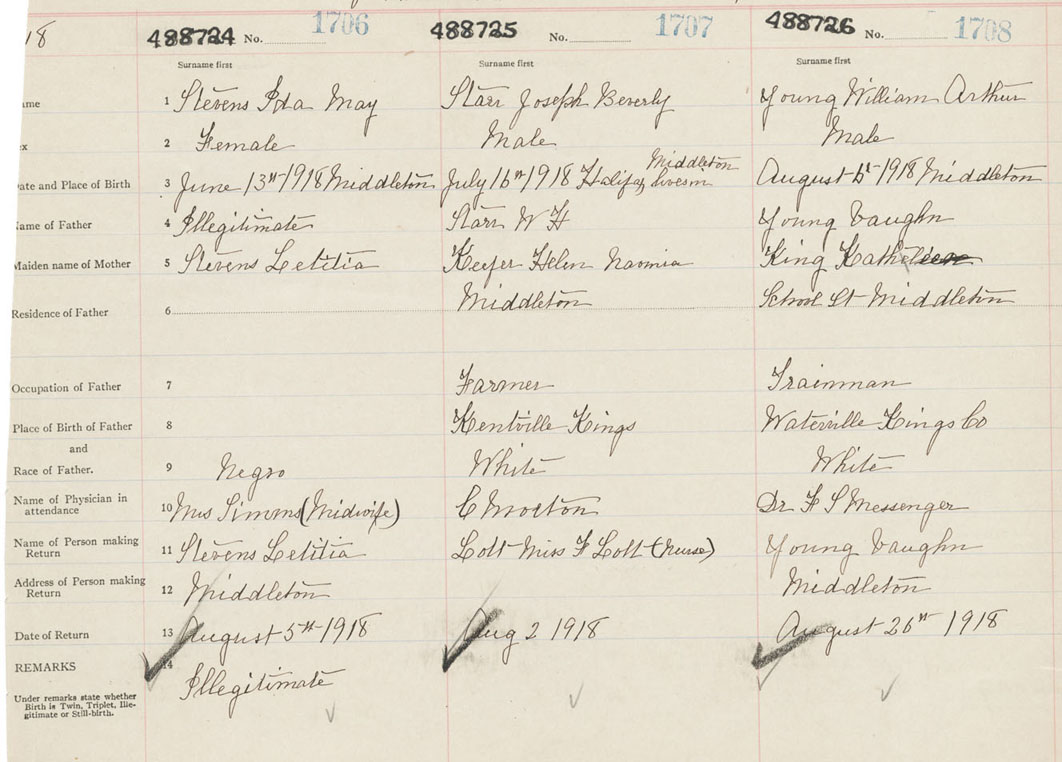 18 488724 No. 1706 488725 No. 1707 488726 No. 1708
Surname first Surname first Surname first
ame 1 Stevens Ida May Starr Joseph Beverly Young William Arthur
ex 2 Female Male Male
Middleton
ate and Place of Birth 3 June 13th 1918 Middleton July 16th 1918 Halifax August 1918 Middleton
ame of Father 4 Illegitimate Starr W H Young Vaughn
Maiden name of Mother 5 Stevens Letitia Keefer Helen Naomia King
Residence of Father 6 Middleton School St Middleton
Occupation of Father 7 Farmer Trainman
Place of Birth of Father 8 Kentville Kings Waterville Kings Co
and
Race of Father. 9 Negro White White
Name of Physician in
attendance 10 Mrs Simms (Midwife) C Dr F S Messenger
Name of Person making
Return 11 Stevens Letitia Lott Miss F Lott (nurse) Young Vaughn
Address of Person making
Return 12 Middleton Middleton
Date of Return 13 August 5th 1918 Aug 2 1918 August 26th 1918
REMARKS 14 Illegitimate
Under remarks state whether
Birth is Twin, Triplet, Ille-
gitimate or Still-birth.